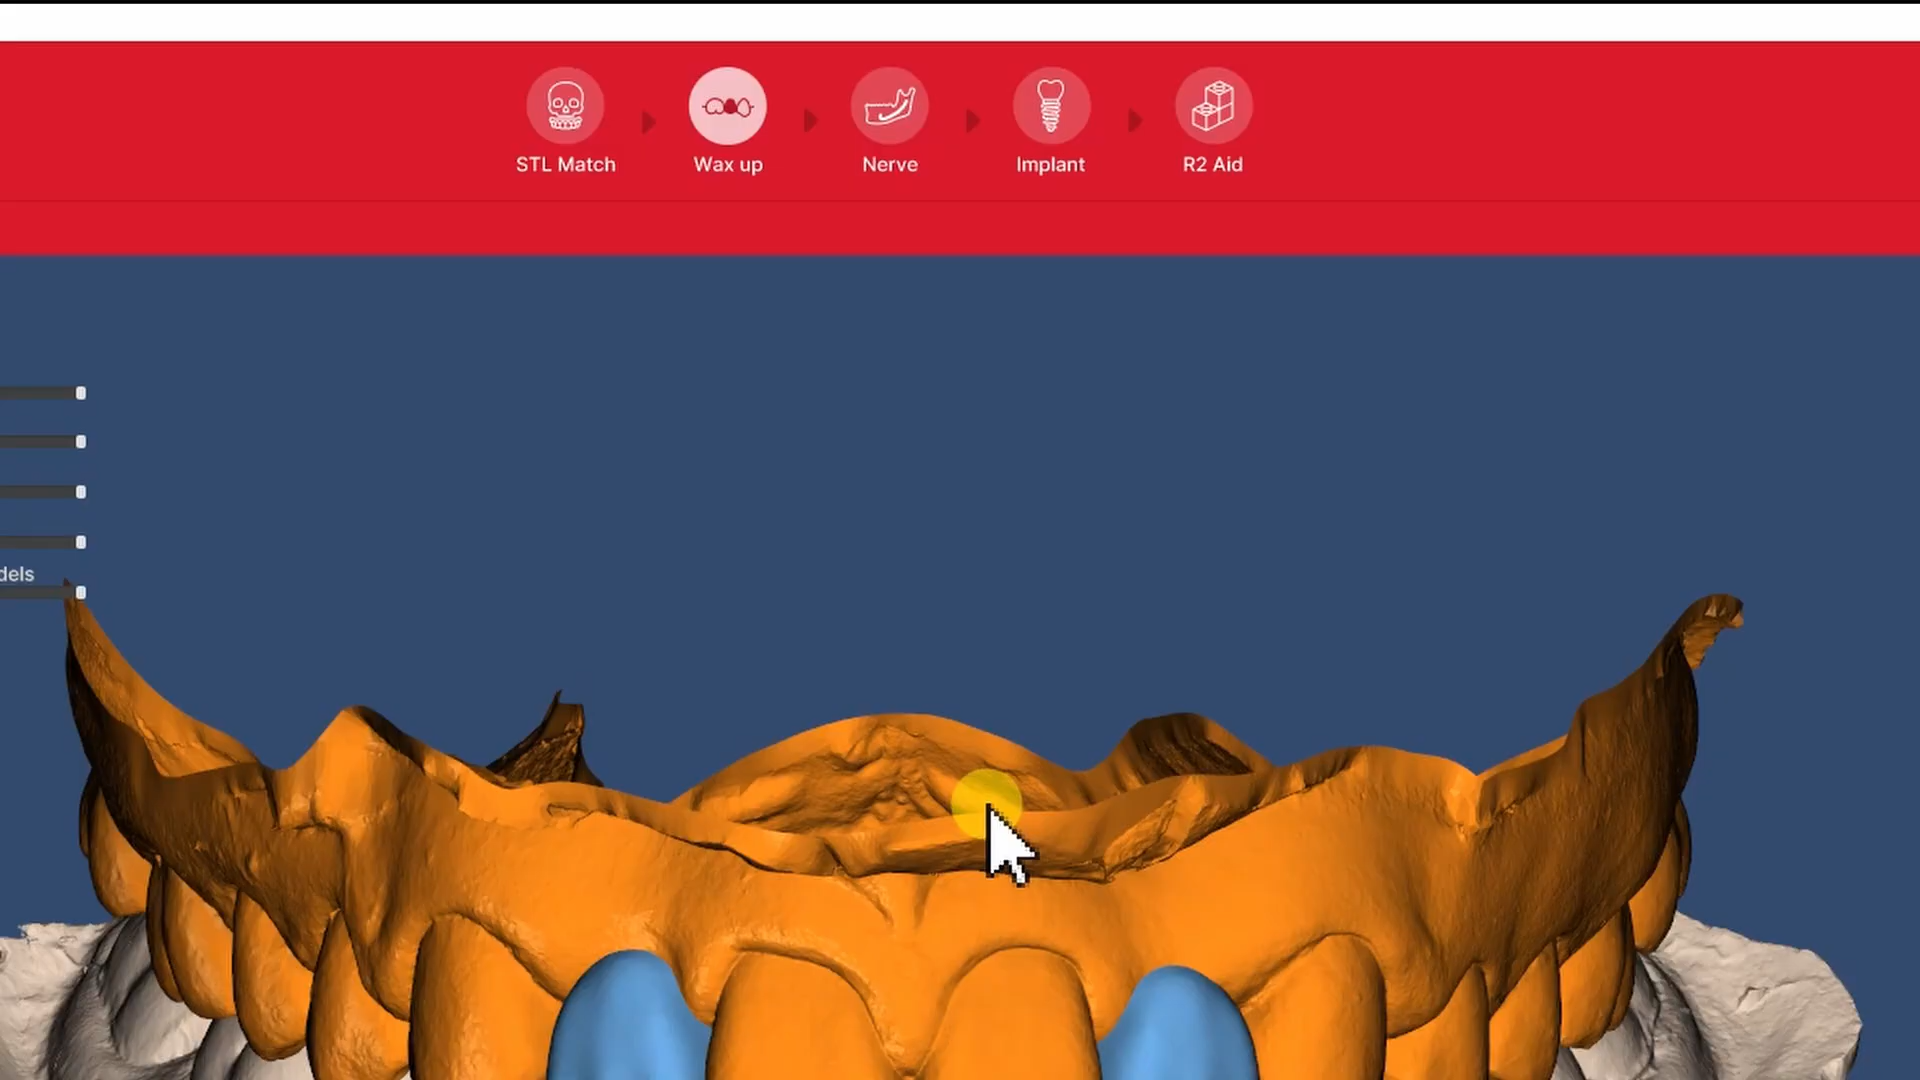 STL Match
Wax up
Nerve
Implant
R2 Aid
dels